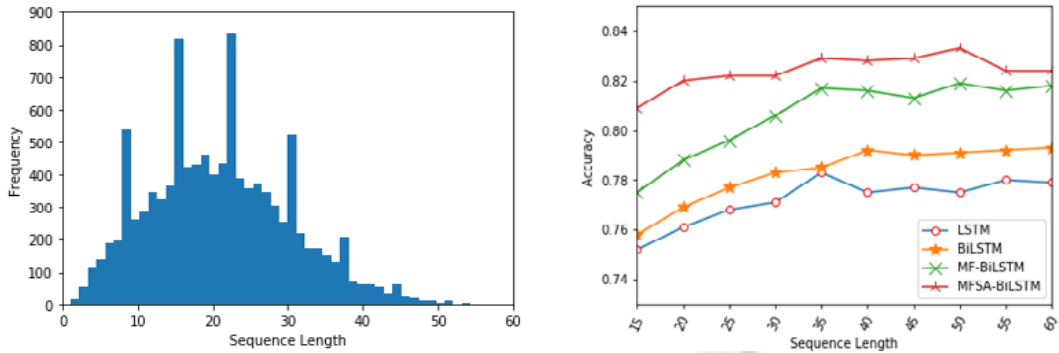 900
800
700
600
500
400
300
200
100
0
Frequency
0 10 20 30 40 50 60
Sequence Length
0.84
0.82
0.80
0.78
0.76
0.74
Accuracy
LSTM
BiLSTM
MF-BiLSTM
MFSA-BiLSTM
15 20 25 30 35 40 45 50 55 60
Sequence Length